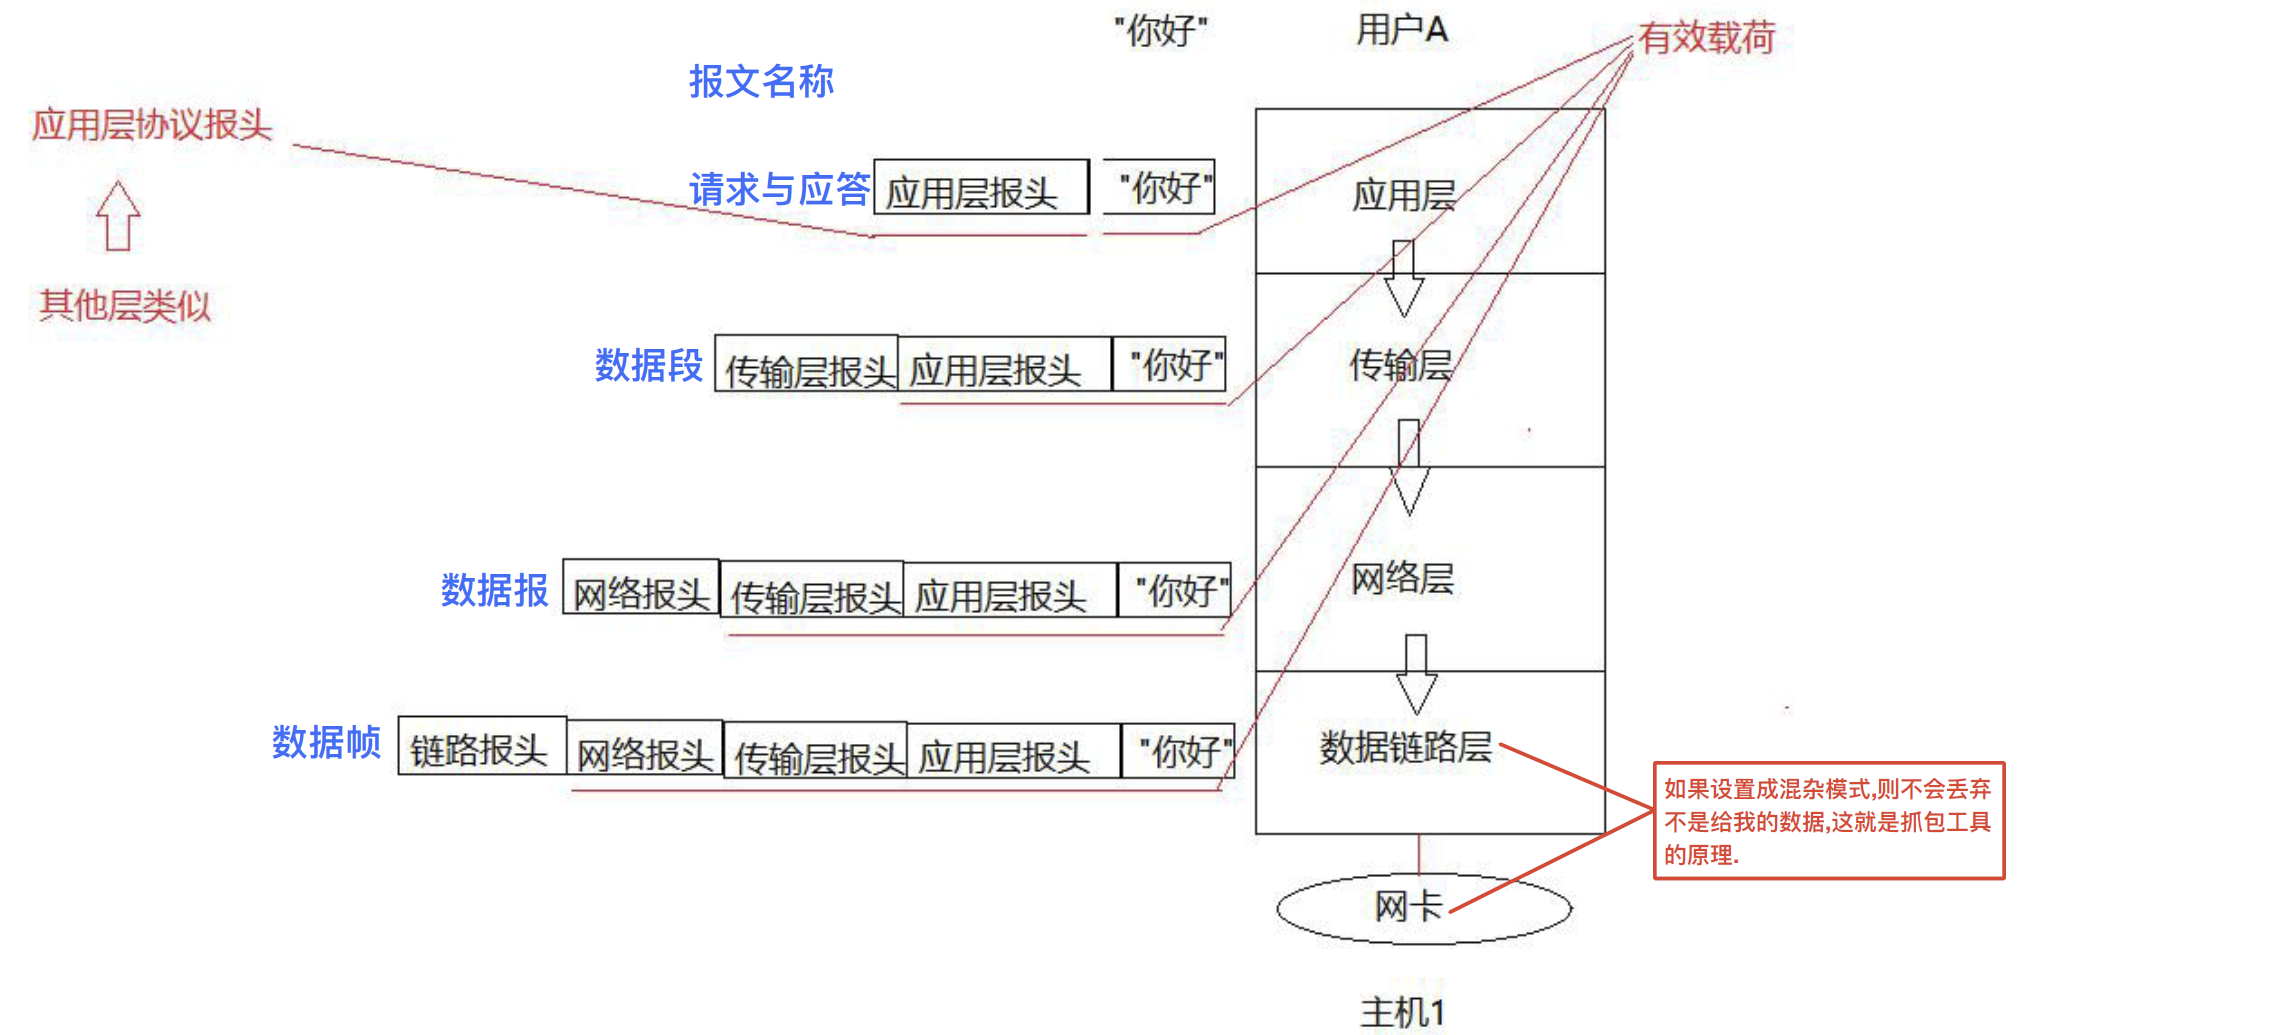 "你好"
用户A
有效载荷
报文名称
应用层协议报头
请求与应答
应用层报头
"你好"
应用层
其他层类似
数据段
传输层报头
应用层报头
"你好"
传输层
数据报
网络报头
传输层报头
应用层报头
"你好"
网络层
数据帧
链路报头
网络报头
传输层报头
应用层报头
"你好"
数据链路层
如果设置成混杂模式,则不会丢弃
不是给我的数据,这就是抓包工具
的原理.
网卡
主机1